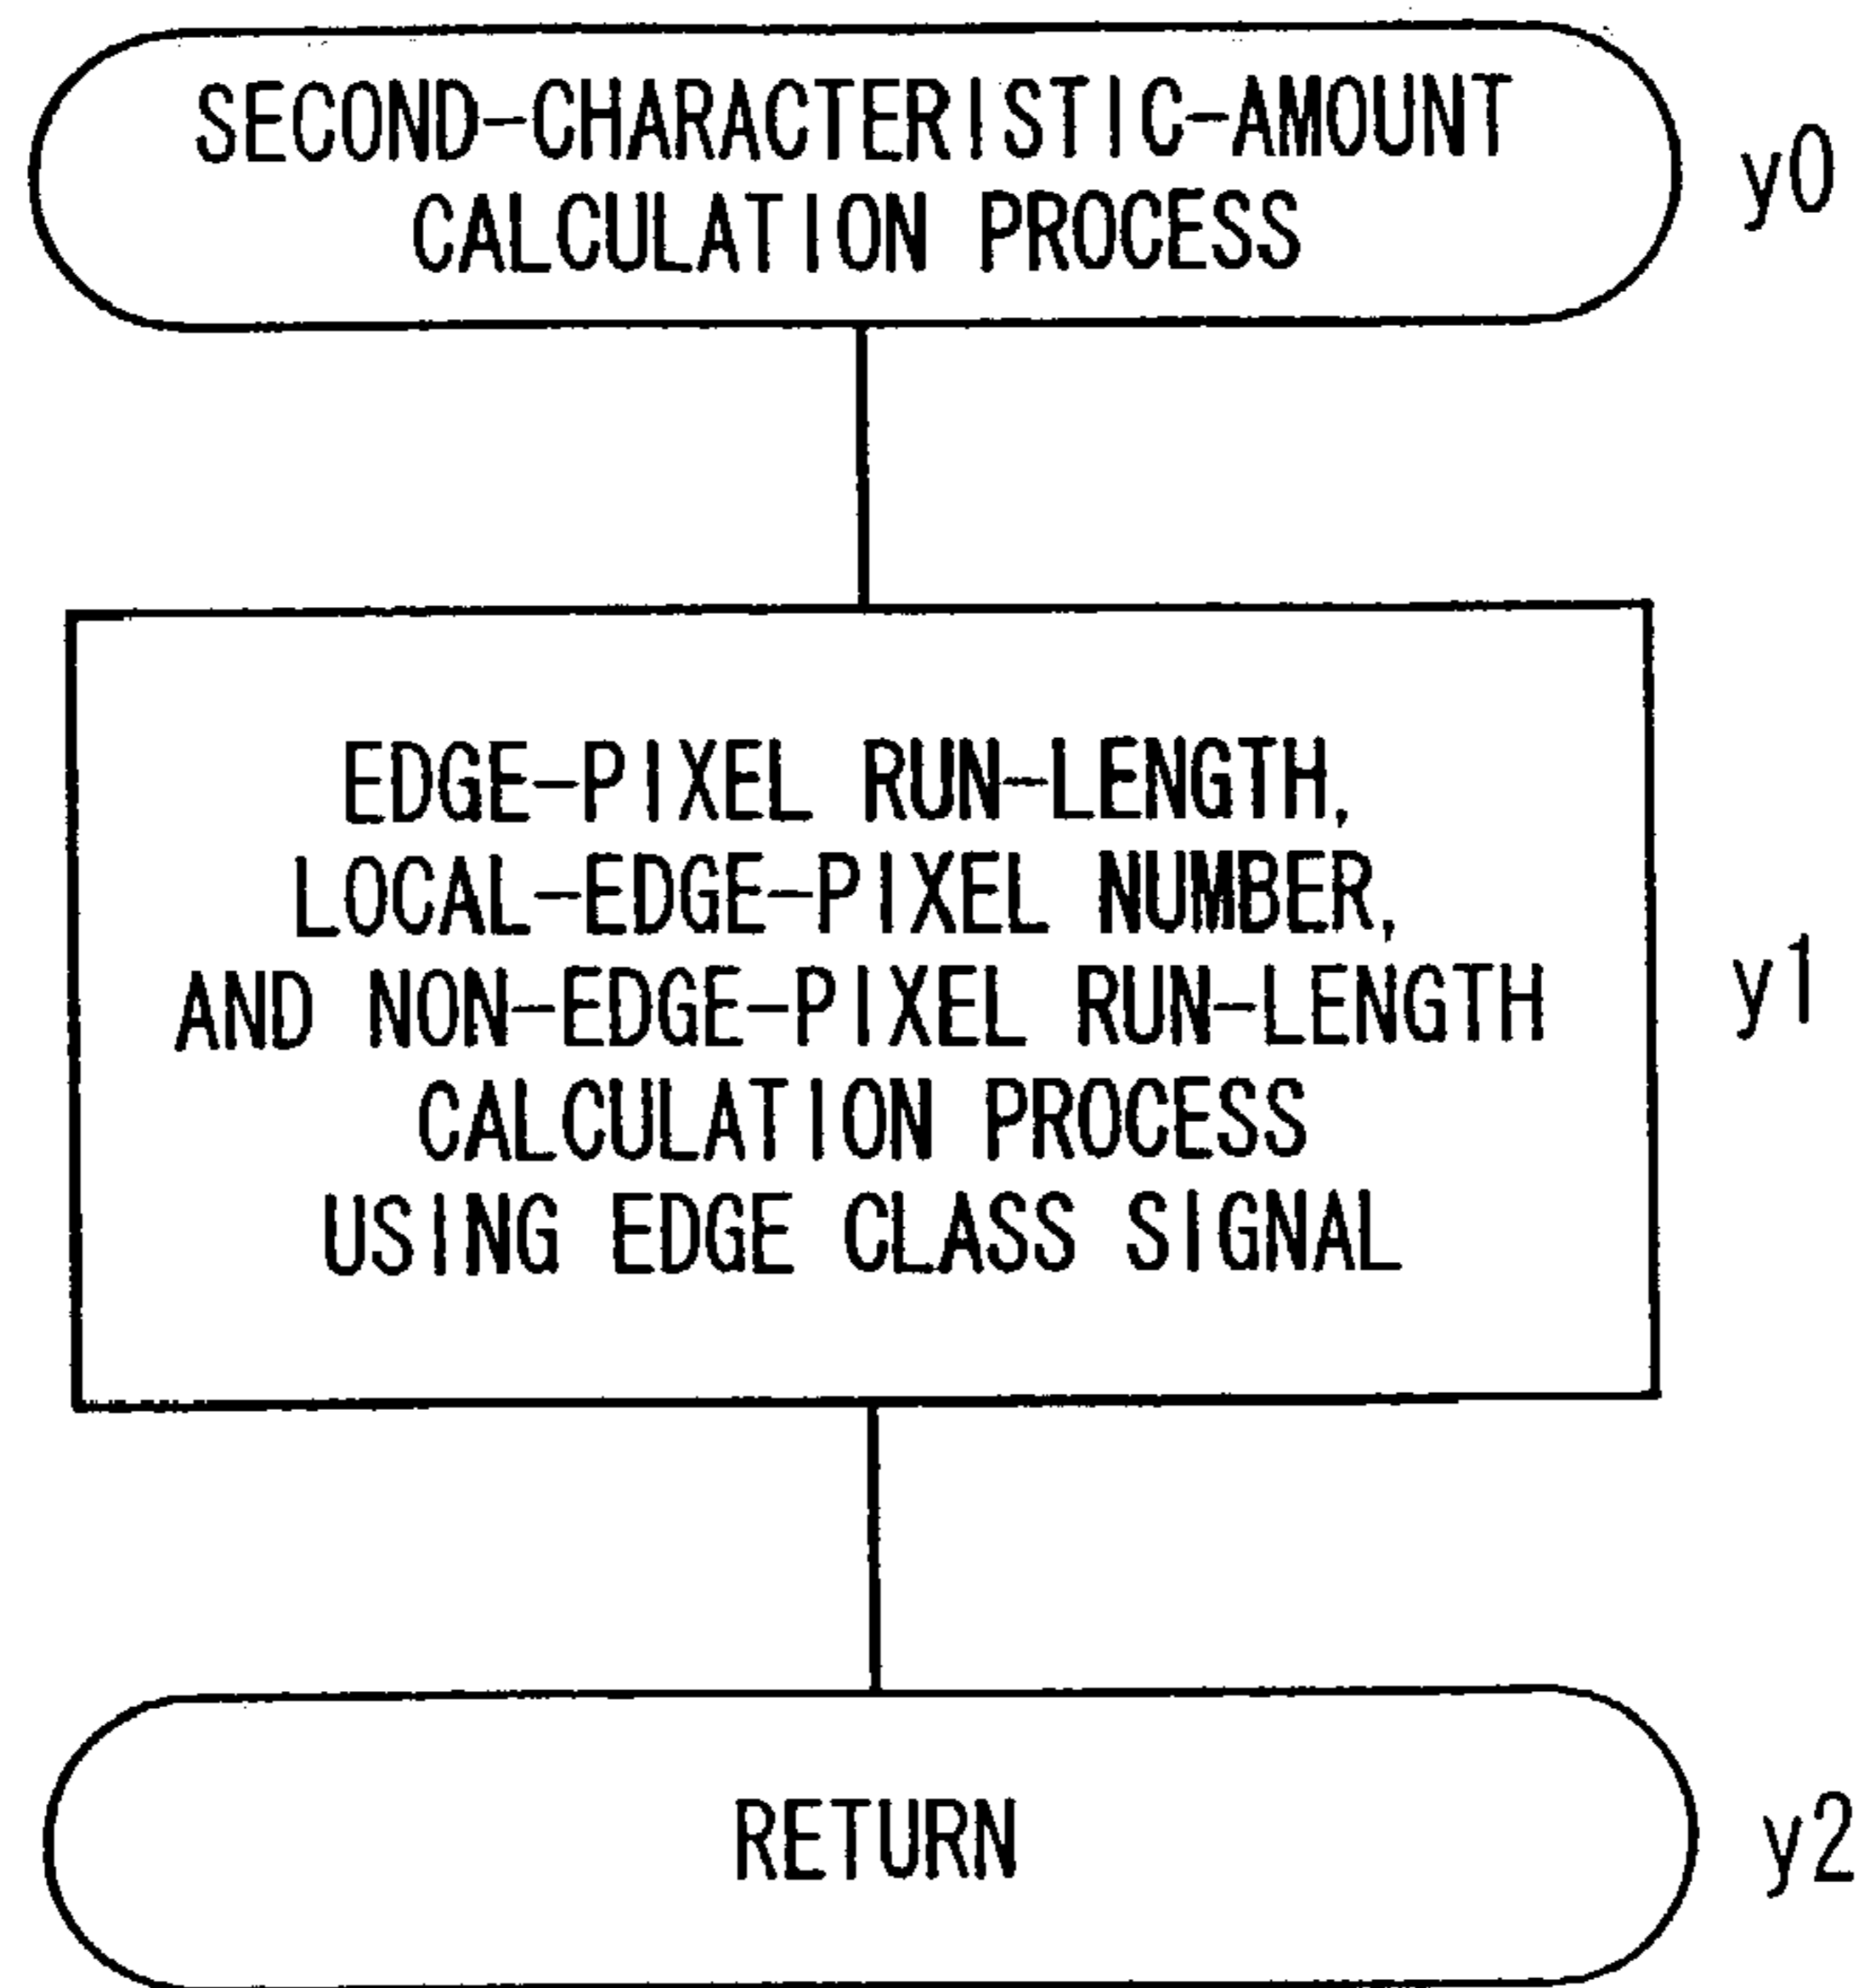 SECOND-CHARACTERISTIC-AMOUNT
CALCULATION PROCESS
y0
EDGE-PIXEL RUN-LENGTH,
LOCAL-EDGE-PIXEL NUMBER,
AND NON-EDGE-PIXEL RUN-LENGTH
CALCULATION PROCESS
USING EDGE CLASS SIGNAL
y1
RETURN
y2